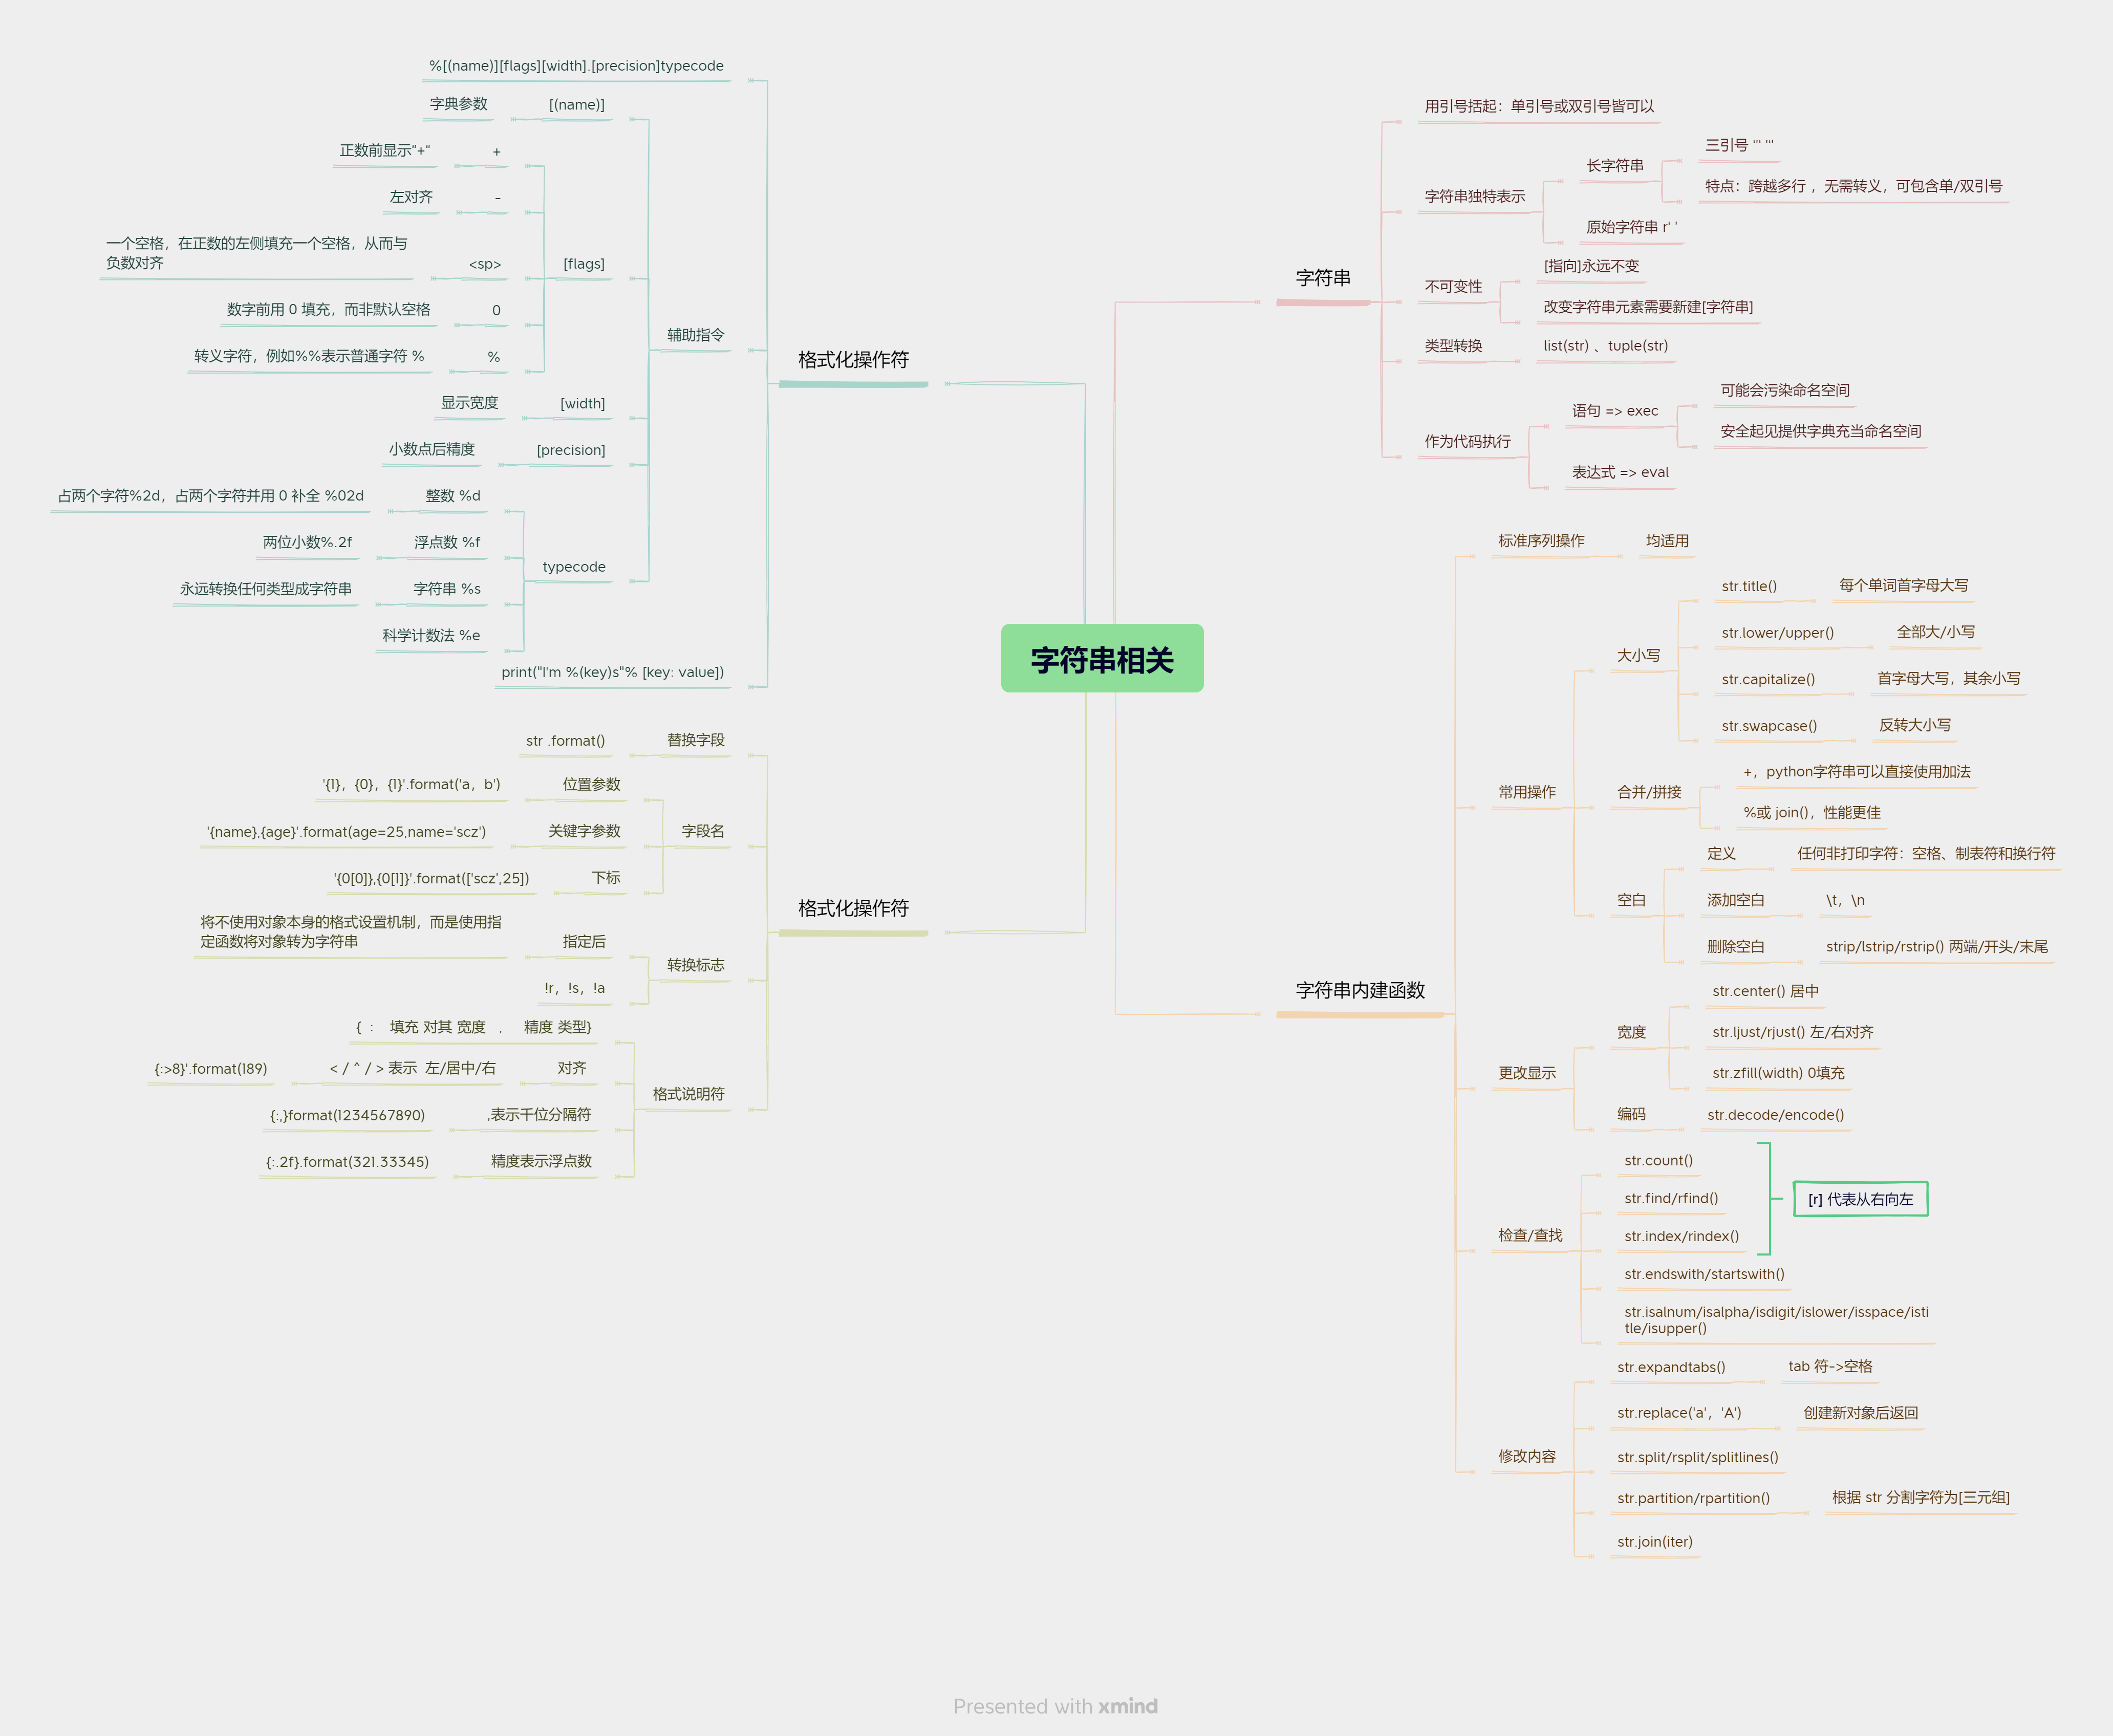 字符串相关
字符串
用引号括起：单引号或双引号皆可以
字符串独特表示
长字符串
三引号 ''' '''
特点：跨越多行 ，无需转义，可包含单/双引号
原始字符串 r' '
不可变性
[指向]永远不变
改变字符串元素需要新建[字符串]
类型转换
list(str) 、tuple(str)
作为代码执行
语句 => exec
可能会污染命名空间
安全起见提供字典充当命名空间
表达式 => eval
字符串内建函数
标准序列操作
均适用
常用操作
大小写
str.title()
每个单词首字母大写
str.lower/upper()
全部大/小写
str.capitalize()
首字母大写，其余小写
str.swapcase()
反转大小写
合并/拼接
+，python字符串可以直接使用加法
%或 join()，性能更佳
空白
定义
任何非打印字符：空格、制表符和换行符
添加空白
\t，\n
删除空白
strip/lstrip/rstrip() 两端/开头/末尾
更改显示
宽度
str.center() 居中
str.ljust/rjust() 左/右对齐
str.zfill(width) 0填充
编码
str.decode/encode()
检查/查找
str.count()
str.find/rfind()
str.index/rindex()
[r] 代表从右向左
str.endswith/startswith()
str.isalnum/isalpha/isdigit/islower/isspace/isti
tle/isupper()
修改内容
str.expandtabs()
tab 符->空格
str.replace('a'，'A')
创建新对象后返回
str.split/rsplit/splitlines()
str.partition/rpartition()
根据 str 分割字符为[三元组]
str.join(iter)
格式化操作符
%[(name)][flags][width].[precision]typecode
辅助指令
[(name)]
字典参数
[flags]
+
正数前显示"+"
-
左对齐
<sp>
一个空格，在正数的左侧填充一个空格，从而与
负数对齐
0
数字前用 0 填充，而非默认空格
%
转义字符，例如%%表示普通字符 %
[width]
显示宽度
[precision]
小数点后精度
typecode
整数 %d
占两个字符%2d，占两个字符并用 0 补全 %02d
浮点数 %f
两位小数%.2f
字符串 %s
永远转换任何类型成字符串
科学计数法 %e
print("I'm %(key)s"% [key: value])
格式化操作符
替换字段
str .format()
字段名
位置参数
'{1}，{0}，{1}'.format('a，b')
关键字参数
'{name},{age}'.format(age=25,name='scz')
下标
'{0[0]},{0[1]}'.format(['scz',25])
转换标志
指定后
将不使用对象本身的格式设置机制，而是使用指
定函数将对象转为字符串
!r，!s，!a
格式说明符
{ ： 填充 对其 宽度 ， 精度 类型}
对齐
< / ^ / > 表示 左/居中/右
{:>8}'.format(189)
,表示千位分隔符
{:,}format(1234567890)
精度表示浮点数
{:.2f}.format(321.33345)
Presented with xmind